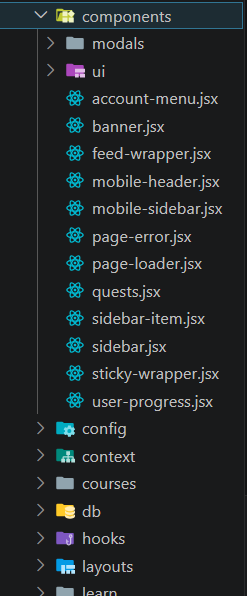 components
modals
ui
account-menu.jsx
banner.jsx
feed-wrapper.jsx
mobile-header.jsx
mobile-sidebar.jsx
page-error.jsx
page-loader.jsx
quests.jsx
sidebar-item.jsx
sidebar.jsx
sticky-wrapper.jsx
user-progress.jsx
config
context
courses
db
hooks
layouts
learn